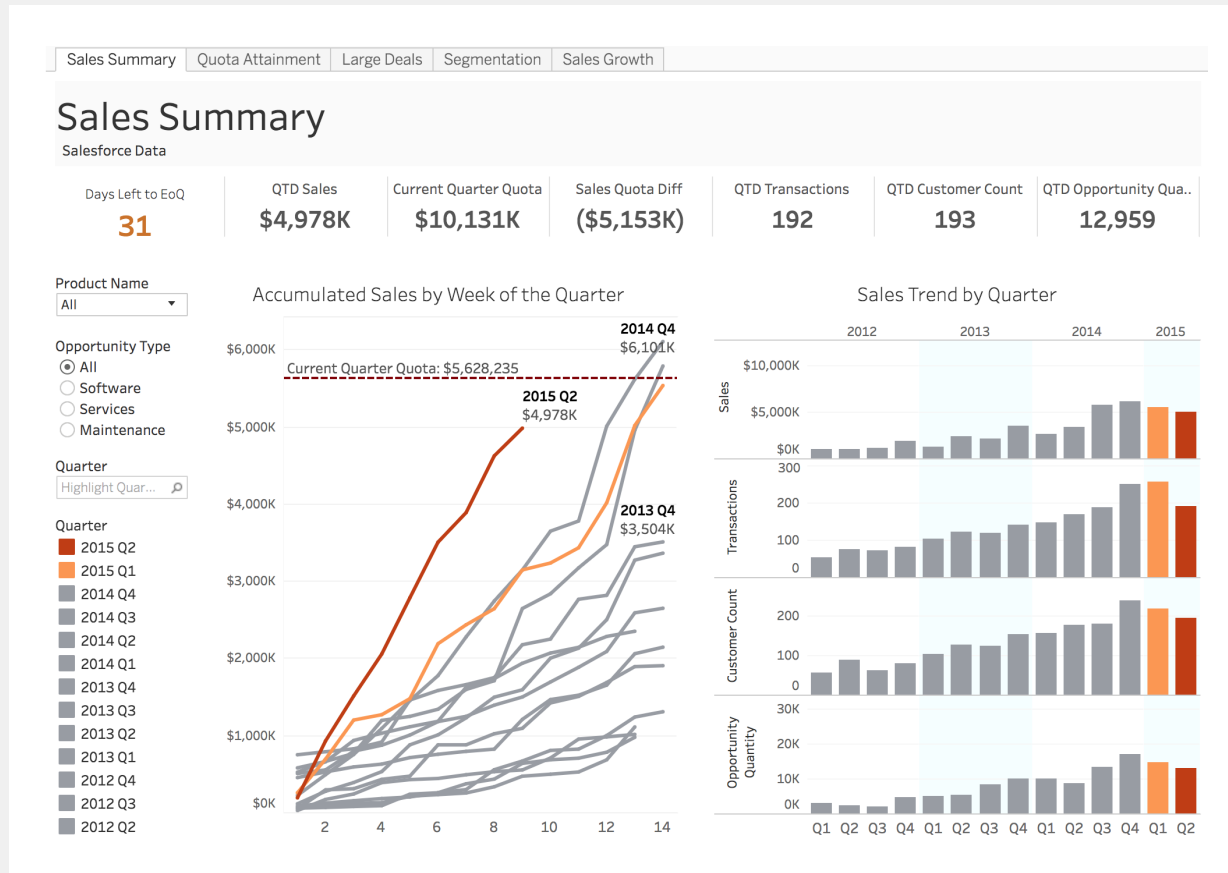 Sales Summary
Quota Attainment
Large Deals
Segmentation
Sales Growth
Sales Summary
Salesforce Data
Days Left to EoQ
31
QTD Sales
$4,978K
Current Quarter Quota
$10,131K
Sales Quota Diff
($5,153K)
QTD Transactions
192
QTD Customer Count
193
QTD Opportunity Qua..
12,959
Product Name
All
Opportunity Type
All
Software
Services
Maintenance
Quarter
Highlight Quar...
Quarter
2015 Q2
2015 Q1
2014 Q4
2014 Q3
2014 Q2
2014 Q1
2013 Q4
2013 Q3
2013 Q2
2013 Q1
2012 Q4
2012 Q3
2012 Q2
Accumulated Sales by Week of the Quarter
$6,000K
$5,000K
$4,000K
$3,000K
$2,000K
$1,000K
$0K
2014 Q4
$6,101K
Current Quarter Quota: $5,628,235
2015 Q2
$4,978K
2013 Q4
$3,504K
2 4 6 8 10 12 14
Sales Trend by Quarter
2012 2013 2014 2015
Sales
$10,000K
$5,000K
$0K
Transactions
300
200
100
0
Customer Count
200
100
0
Opportunity
Quantity
30K
20K
10K
0K
Q1 Q2 Q3 Q4 Q1 Q2 Q3 Q4 Q1 Q2 Q3 Q4 Q1 Q2